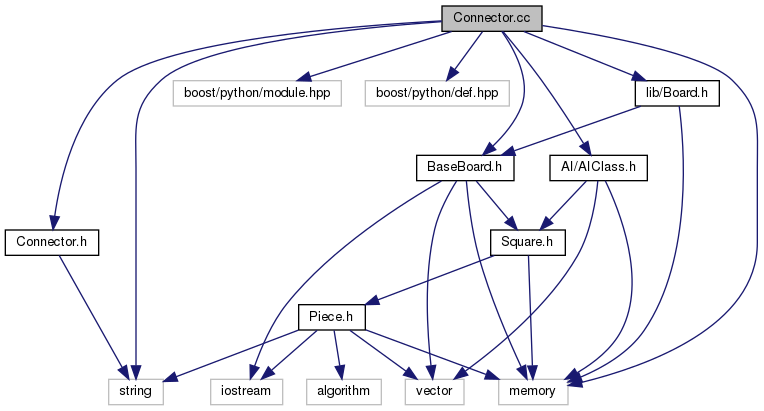 Connector.cc
boost/python/module.hpp
boost/python/def.hpp
lib/Board.h
BaseBoard.h
AI/AIClass.h
Connector.h
Square.h
Piece.h
string
iostream
algorithm
vector
memory